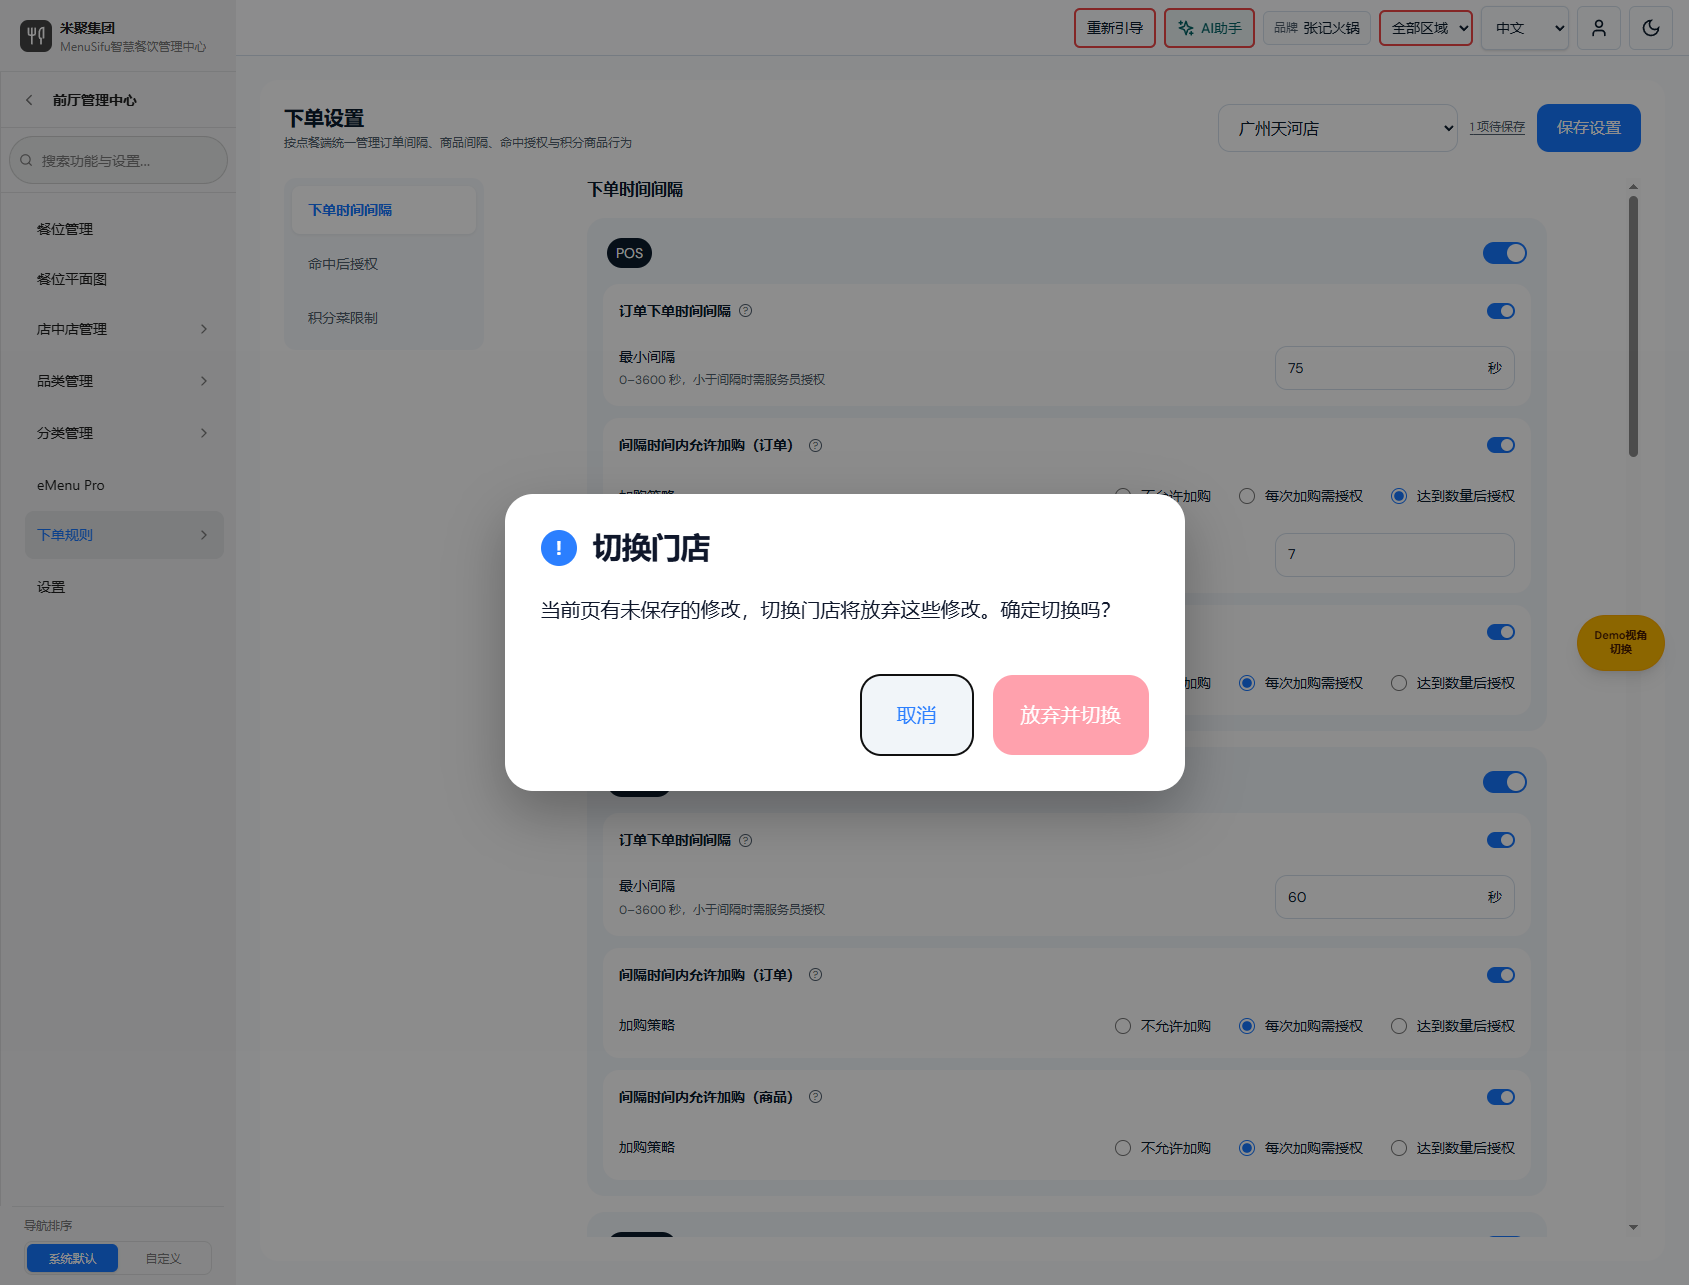 米聚集团
MenuSifu智慧餐饮管理中心
重新引导
AI助手
品牌 张记火锅
全部区域
中文
前厅管理中心
搜索功能与设置...
餐位管理
餐位平面图
店中店管理
品类管理
分类管理
eMenu Pro
下单规则
设置
导航排序
系统默认
自定义
下单设置
按点餐端统一管理订单间隔、商品间隔、命中授权与积分商品行为
广州天河店
1 项待保存
保存设置
下单时间间隔
命中后授权
积分菜限制
下单时间间隔
POS
订单下单时间间隔
最小间隔
0–3600 秒，小于间隔时需服务员授权
75 秒
间隔时间内允许加购（订单）
每次加购需授权
达到数量后授权
7
每次加购需授权
达到数量后授权
切换门店
当前页有未保存的修改，切换门店将放弃这些修改。确定切换吗？
取消
放弃并切换
Demo视角
切换
订单下单时间间隔
最小间隔
0–3600 秒，小于间隔时需服务员授权
60 秒
间隔时间内允许加购（订单）
加购策略
不允许加购
每次加购需授权
达到数量后授权
间隔时间内允许加购（商品）
加购策略
不允许加购
每次加购需授权
达到数量后授权